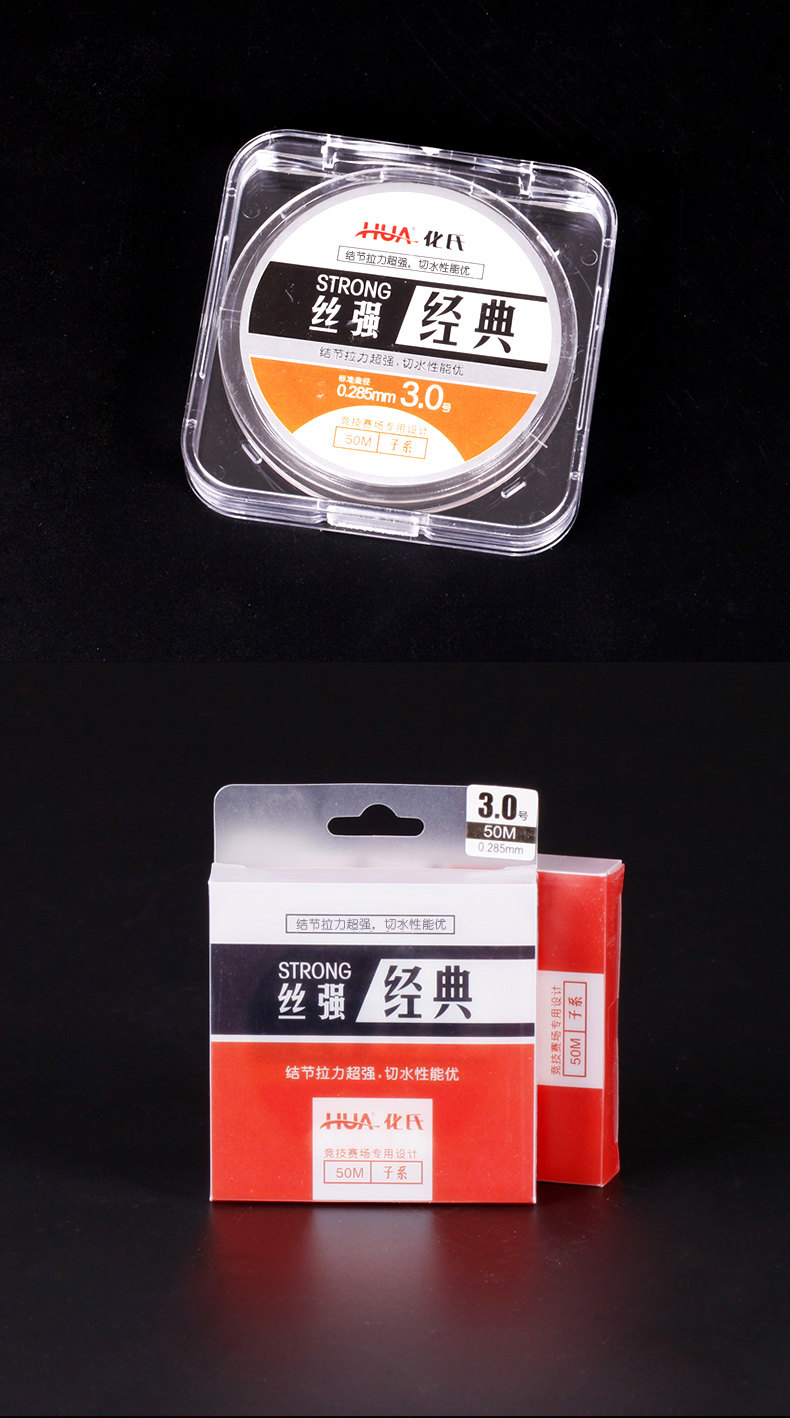 HUA 化氏
结节拉力超强，切水性能优
STRONG
丝强 经典
结节拉力超强，切水性能优
标准直径
0.285mm 3.0号
竞技赛场专用设计
50M 子系
3.0号
50M
0.285mm
结节拉力超强，切水性能优
STRONG
丝强 经典
结节拉力超强，切水性能优
HUA 化氏
竞技赛场专用设计
50M 子系
竞技赛场专用设计
50M 子系